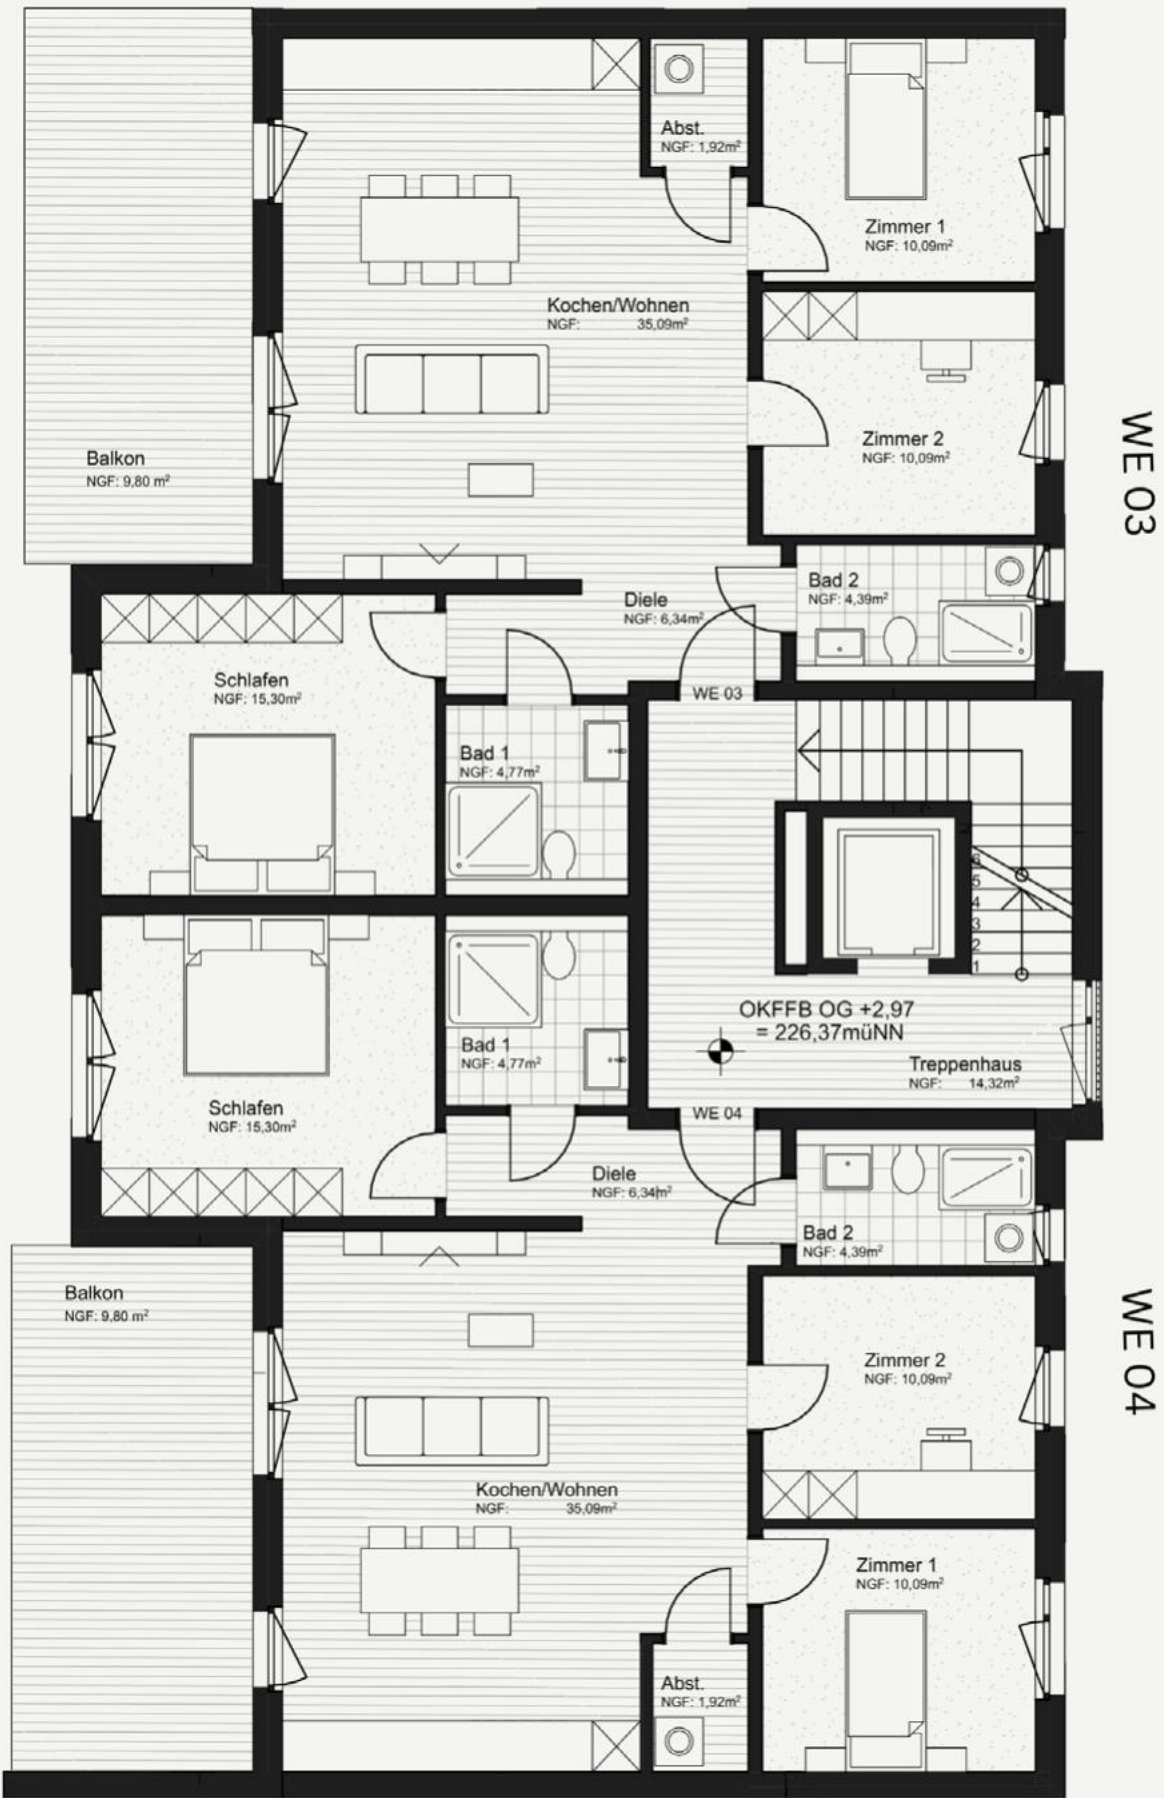 Abst.
NGF: 1,92m²
Zimmer 1
NGF: 10,09m²
Kochen/Wohnen
NGF: 35,09m²
Zimmer 2
NGF: 10,09m²
WE 03
Balkon
NGF: 9,80 m²
Bad 2
NGF: 4,39m²
Diele
NGF: 6,34m²
Schlafen
NGF: 15,30m²
WE 03
Bad 1
NGF: 4,77m²
6
5
4
3
2
1
OKFFB OG +2,97
= 226,37müNN
Treppenhaus
NGF: 14,32m²
Bad 1
NGF: 4,77m²
Schlafen
NGF: 15,30m²
WE 04
Diele
NGF: 6,34m²
Bad 2
NGF: 4,39m²
Balkon
NGF: 9,80 m²
WE 04
Zimmer 2
NGF: 10,09m²
Kochen/Wohnen
NGF: 35,09m²
Zimmer 1
NGF: 10,09m²
Abst.
NGF: 1,92m²